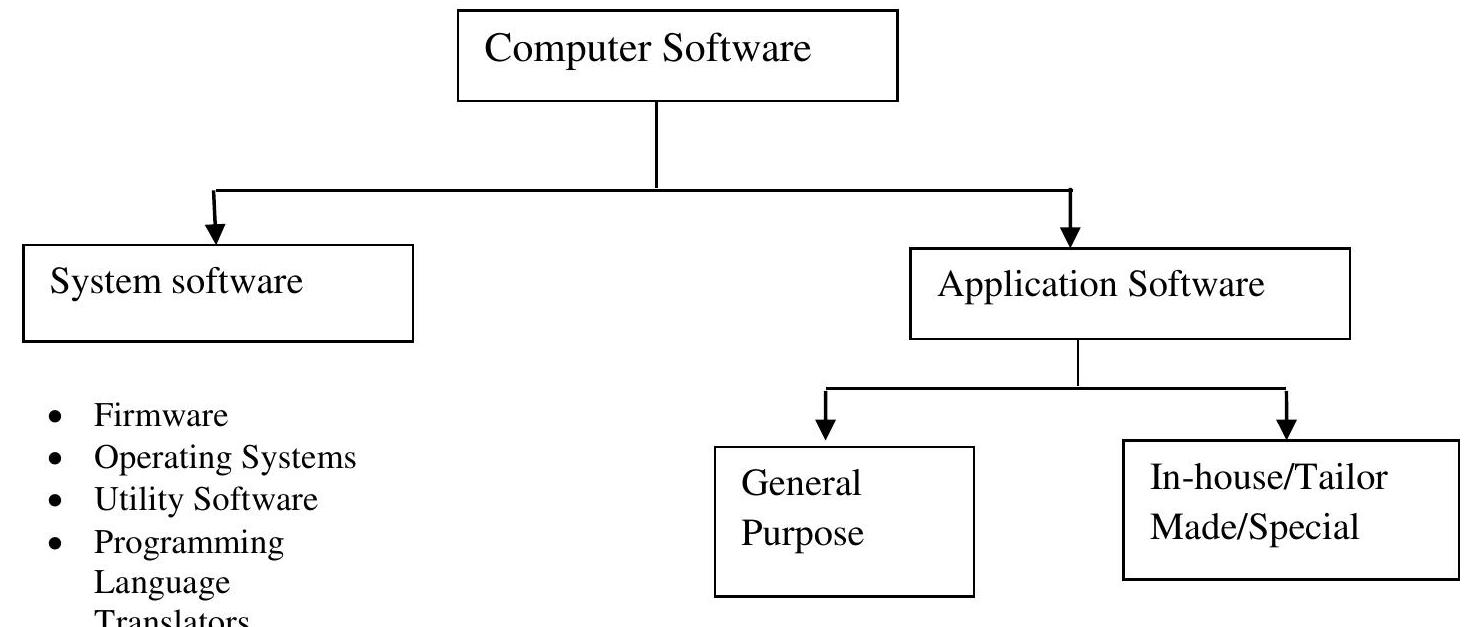 Computer Software
System software
Application Software
• Firmware
• Operating Systems
• Utility Software
• Programming
Language
Translators
General
Purpose
In-house/Tailor
Made/Special